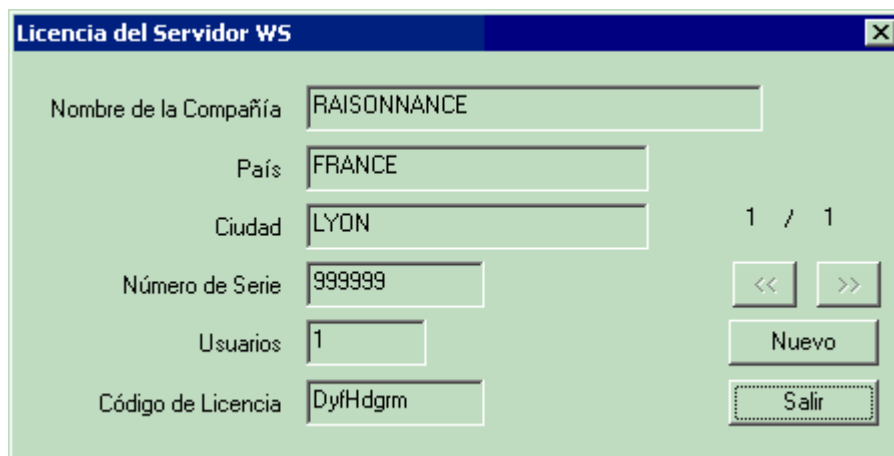 Licencia del Servidor WS
Nombre de la Compañía RAISONNANCE
País FRANCE
Ciudad LYON
1 / 1
Número de Serie 999999
<< >>
Usuarios 1
Nuevo
Código de Licencia DyfHdgrm
Salir